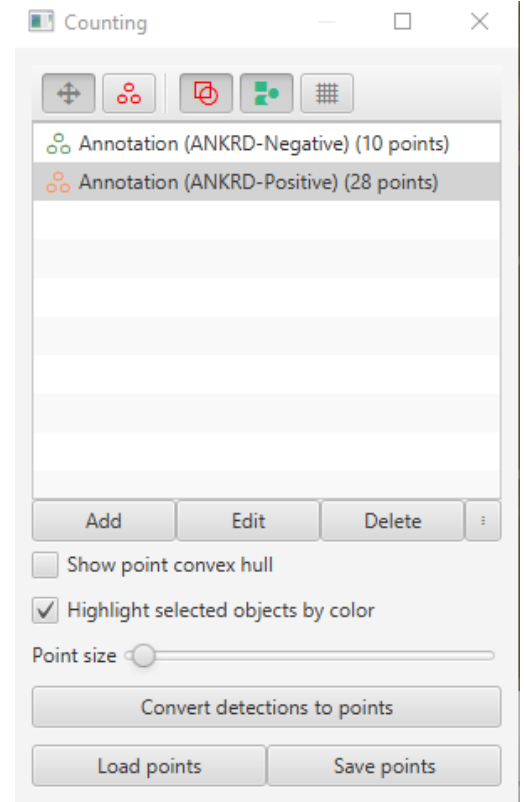 Counting
Annotation (ANKRD-Negative) (10 points)
Annotation (ANKRD-Positive) (28 points)
Add Edit Delete
Show point convex hull
Highlight selected objects by color
Point size
Convert detections to points
Load points Save points